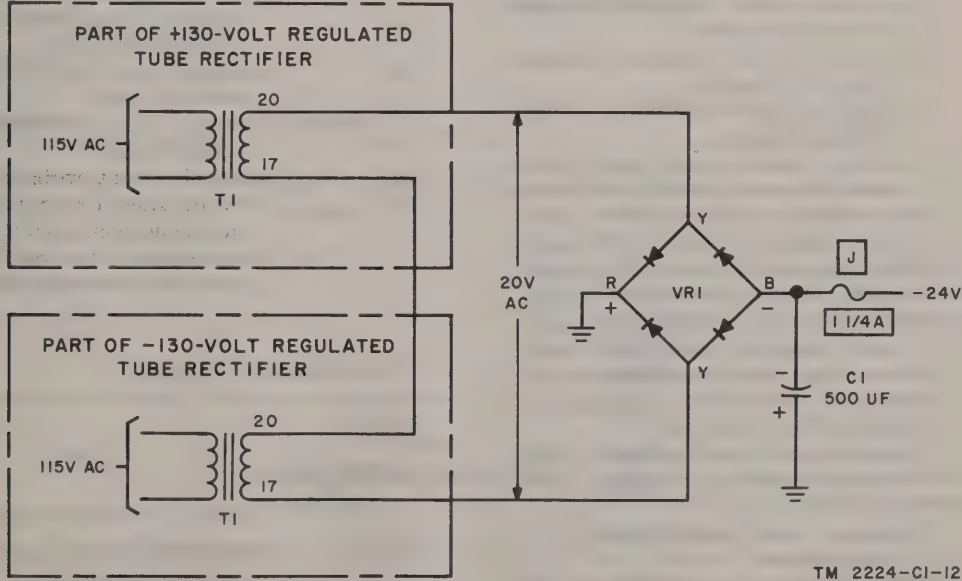 PART OF +130-VOLT REGULATED
TUBE RECTIFIER
20
115V AC
17
T1
Y
J
20V
AC
R
VR1
B
-24V
+
-
1 1/4A
PART OF -130-VOLT REGULATED
TUBE RECTIFIER
Y
-
C1
500 UF
+
20
115V AC
17
T1
TM 2224-C1-12